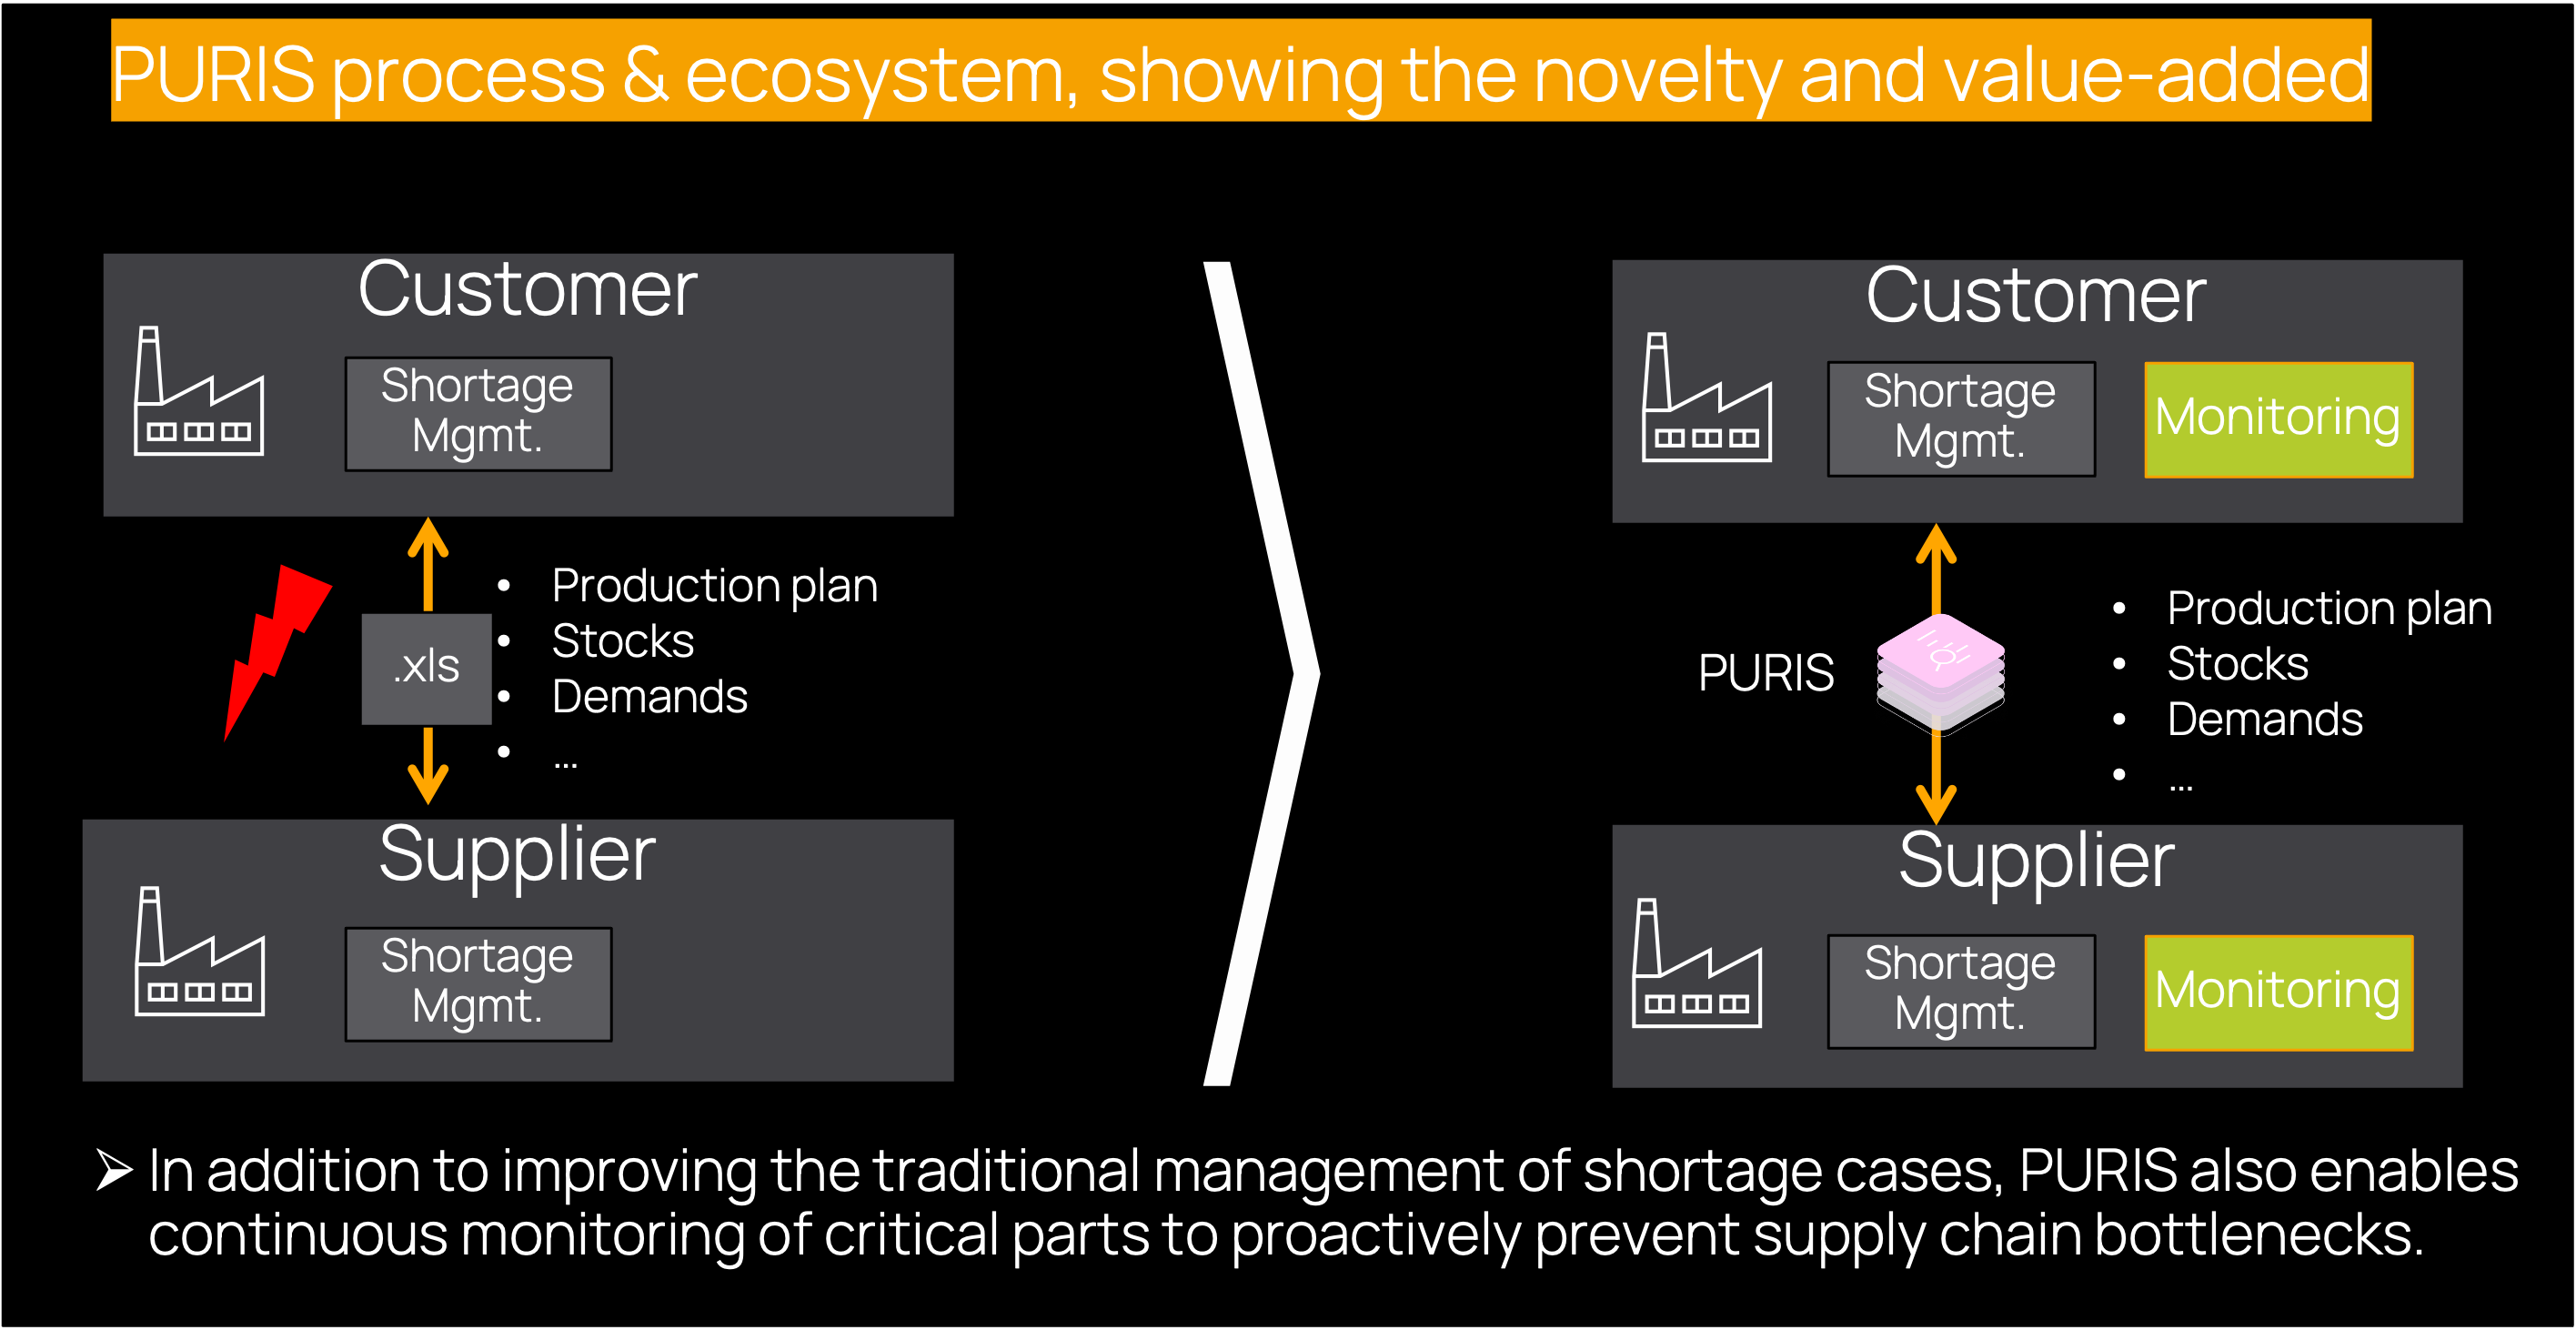 PURIS process & ecosystem, showing the novelty and value-added
Customer
Shortage
Mgmt.
• Production plan
• Stocks
• Demands
• ...
.xls
Supplier
Shortage
Mgmt.
Customer
Shortage
Mgmt.
Monitoring
PURIS
• Production plan
• Stocks
• Demands
• ...
Supplier
Shortage
Mgmt.
Monitoring
➢ In addition to improving the traditional management of shortage cases, PURIS also enables
continuous monitoring of critical parts to proactively prevent supply chain bottlenecks.